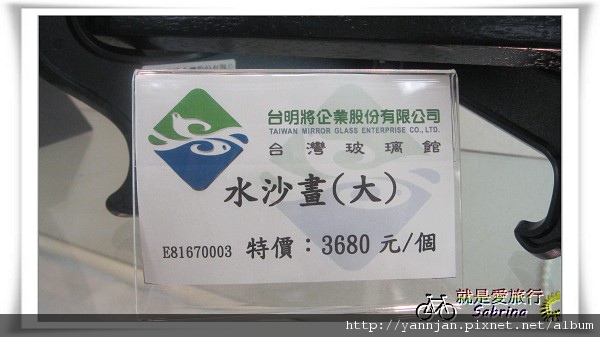 台明將企業股份有限公司
TAIWAN MIRROR GLASS ENTERPRISE CO., LTD.
台灣玻璃館
水沙畫(大)
E81670003 特價：3680 元/個
就是愛旅行
Sabrina
http://yannjan.pixnet.net/album